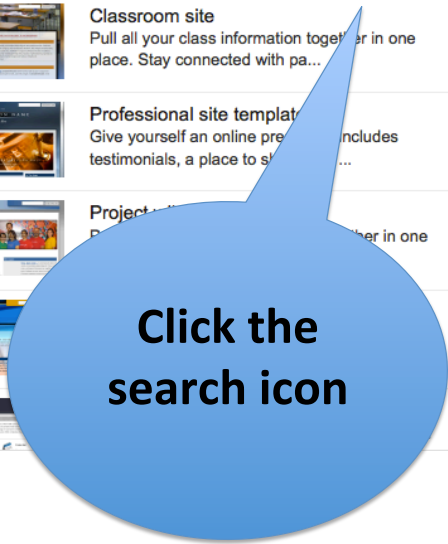 Classroom site
Pull all your class information together in one
place. Stay connected with pa...
Professional site templat
Give yourself an online pre includes
testimonials, a place to s ...
Project
her in one
Click the
search icon